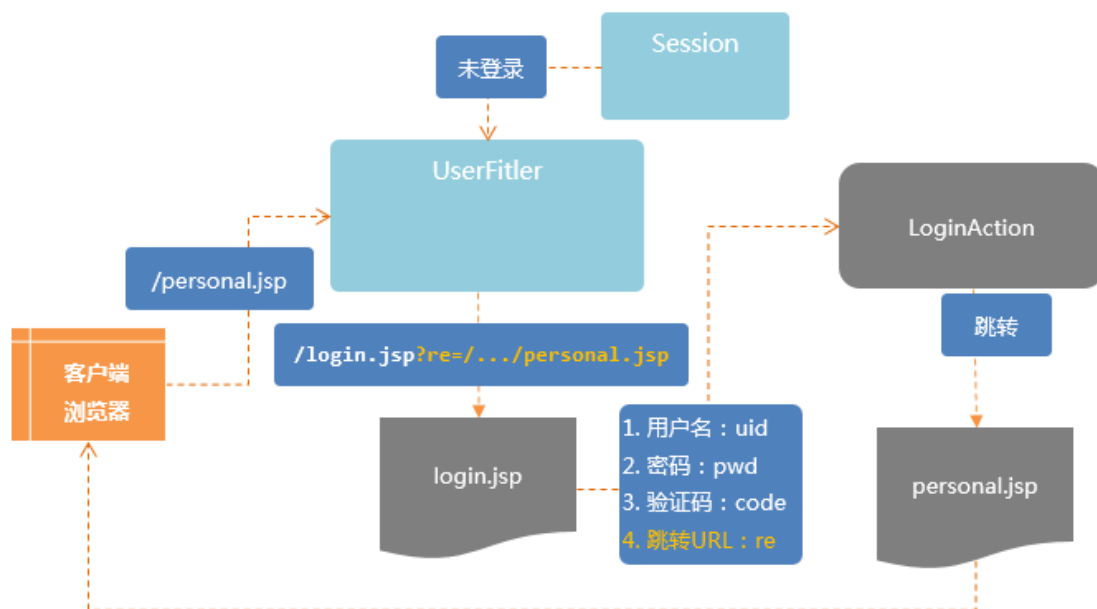 Session
未登录
UserFitler
LoginAction
/personal.jsp
跳转
/login.jsp?re=/.../personal.jsp
客户端
浏览器
login.jsp
1. 用户名：uid
2. 密码：pwd
3. 验证码：code
4. 跳转URL：re
personal.jsp